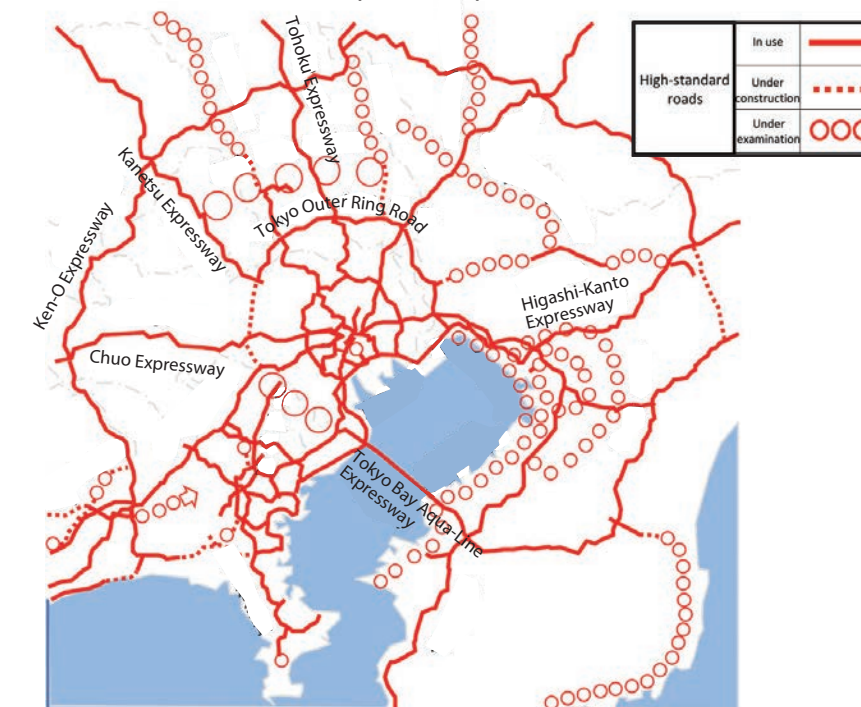 Tohoku Expressway
Kanetsu Expressway
Tokyo Outer Ring Road
Ken-O Expressway
Higashi-Kanto
Expressway
Chuo Expressway
Tokyo Bay Aqua-Line
Expressway
High-standard
roads
In use
Under
construction
Under
examination